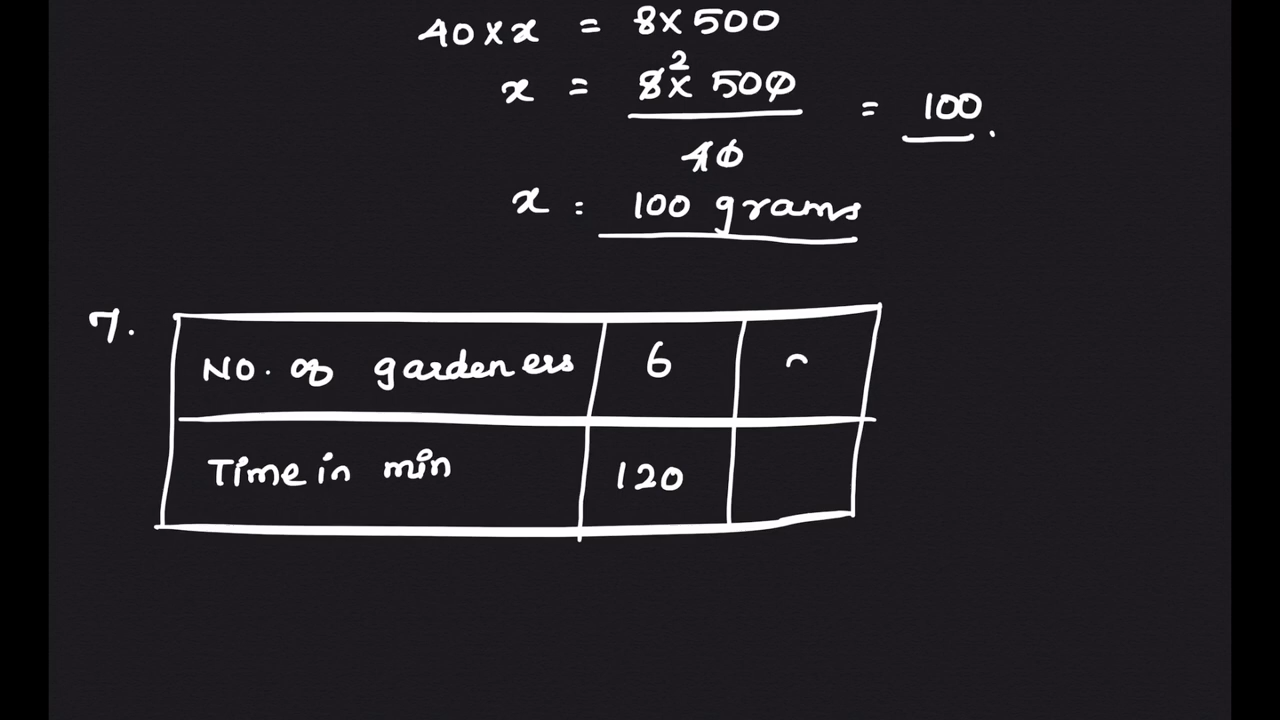 40 x x = 8 x 500
x = 8 x 500 / 40 = 100.
2
x = 100 grams
7.
No. of gardeners 6
Time in min 120